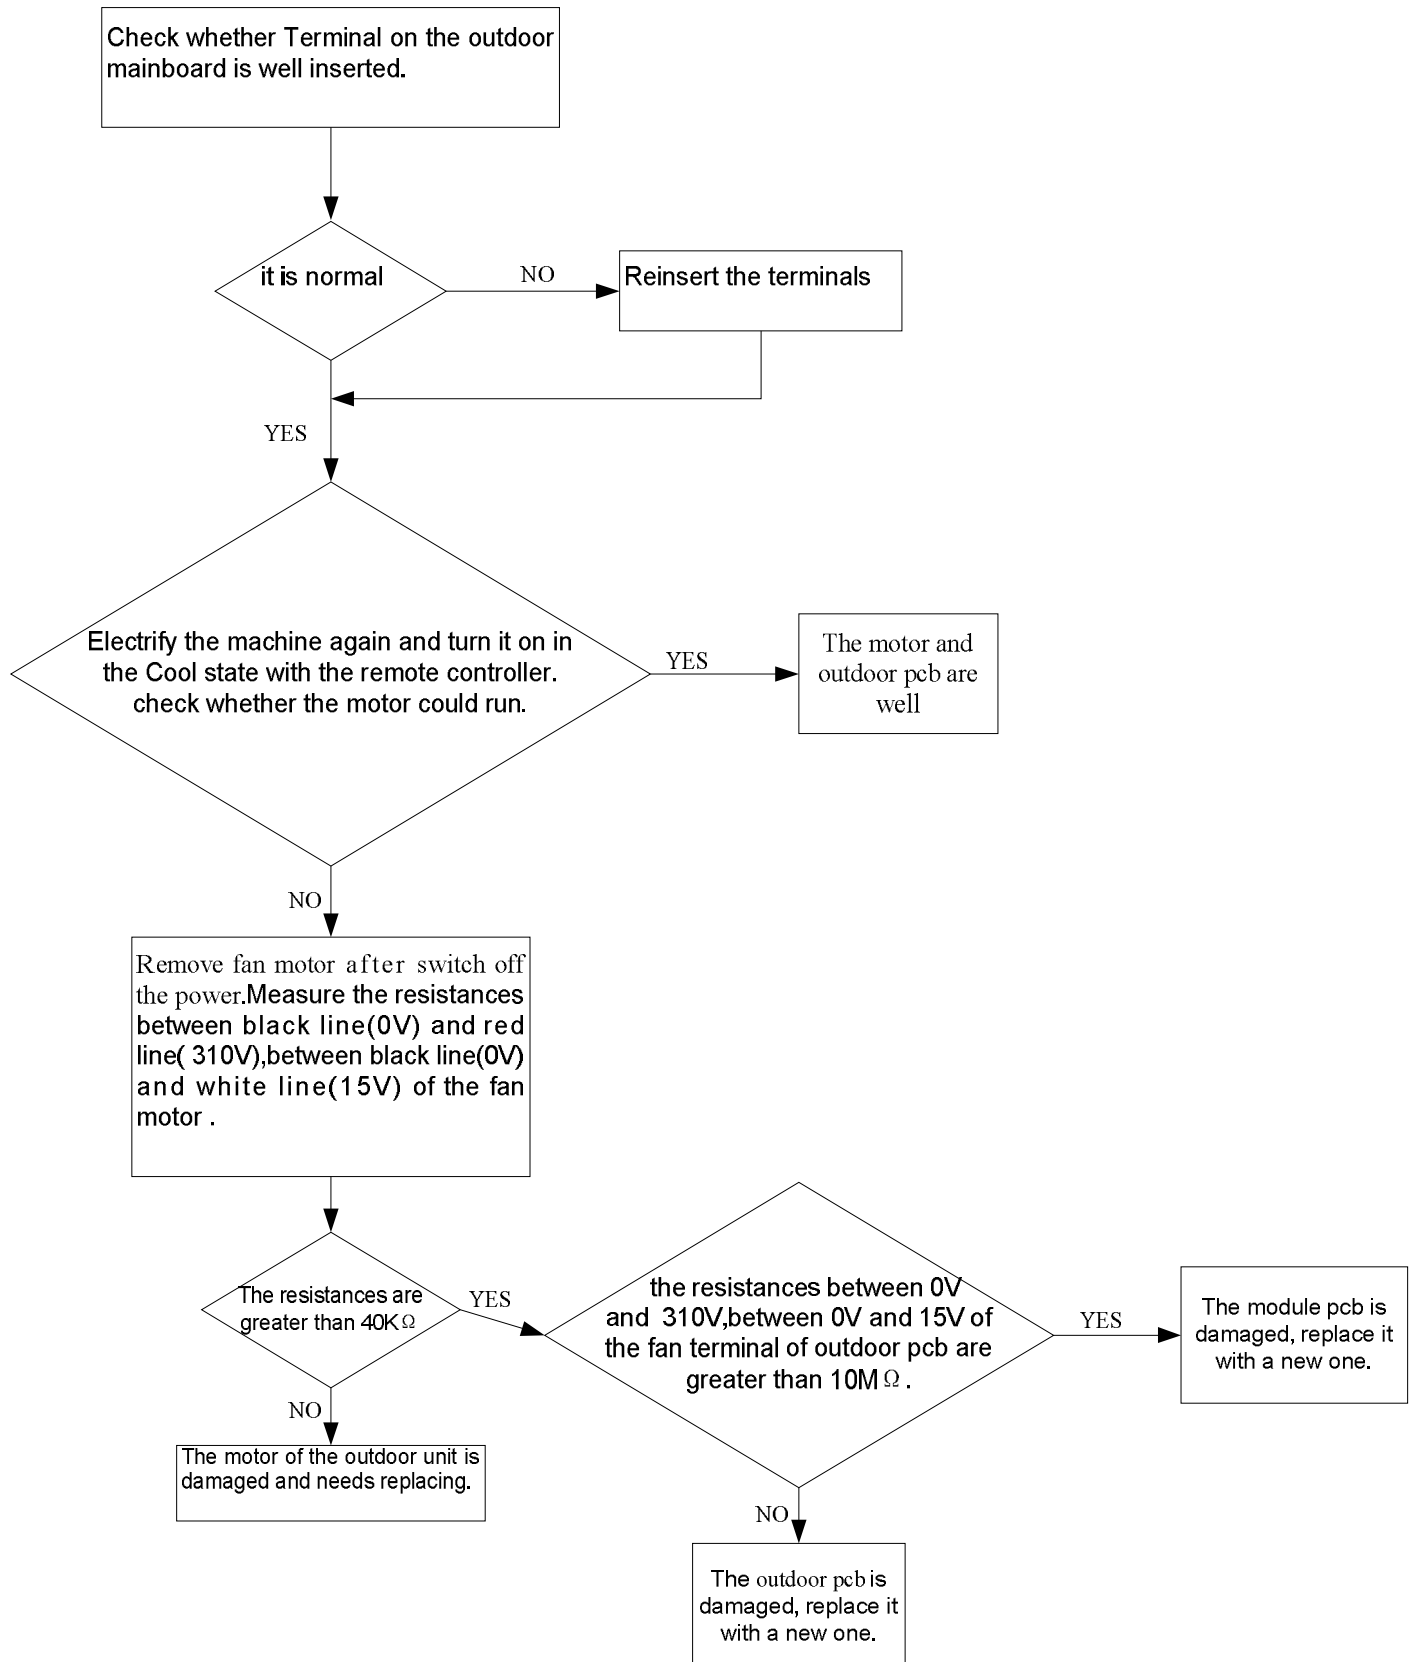 Check whether Terminal on the outdoor
mainboard is well inserted.
it is normal
NO
Reinsert the terminals
YES
Electrify the machine again and turn it on in
the Cool state with the remote controller.
check whether the motor could run.
YES
The motor and
outdoor pcb are
well
NO
Remove fan motor after switch off
the power.Measure the resistances
between black line(0V) and red
line( 310V),between black line(0V)
and white line(15V) of the fan
motor .
The resistances are
greater than 40KΩ
YES
the resistances between 0V
and 310V,between 0V and 15V of
the fan terminal of outdoor pcb are
greater than 10MΩ.
YES
The module pcb is
damaged, replace it
with a new one.
NO
The motor of the outdoor unit is
damaged and needs replacing.
NO
The outdoor pcb is
damaged, replace it
with a new one.